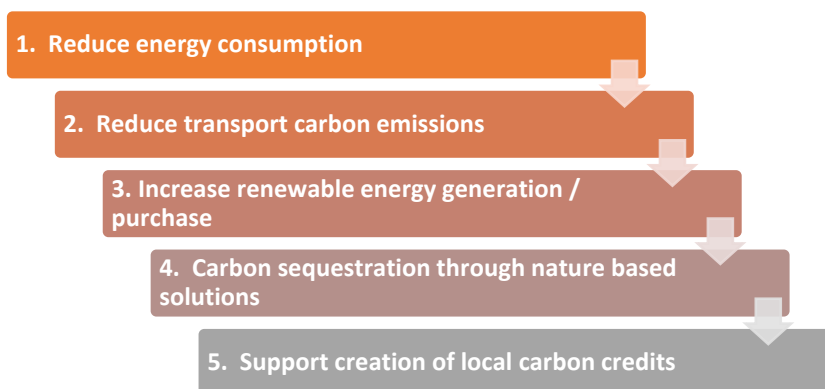 1. Reduce energy consumption
2. Reduce transport carbon emissions
3. Increase renewable energy generation /
purchase
4. Carbon sequestration through nature based
solutions
5. Support creation of local carbon credits